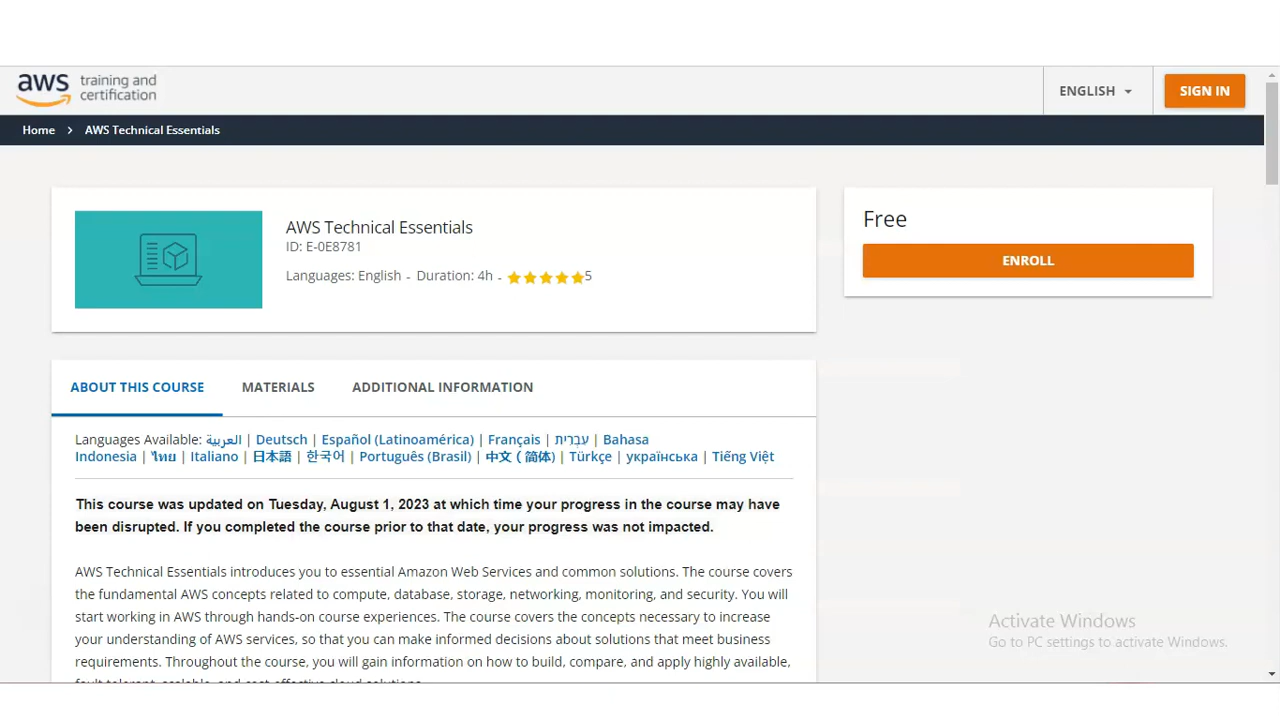 aws training and certification
ENGLISH
SIGN IN
Home > AWS Technical Essentials
AWS Technical Essentials
ID: E-0E8781
Languages: English - Duration: 4h - 5
Free
ENROLL
ABOUT THIS COURSE
MATERIALS
ADDITIONAL INFORMATION
Languages Available: العربية | Deutsch | Español (Latinoamérica) | Français | עִבְרִית | Bahasa
Indonesia | ไทย | Italiano | 日本語 | 한국어 | Português (Brasil) | 中文（简体) | Türkçe | українська | Tiếng Việt
This course was updated on Tuesday, August 1, 2023 at which time your progress in the course may have
been disrupted. If you completed the course prior to that date, your progress was not impacted.
AWS Technical Essentials introduces you to essential Amazon Web Services and common solutions. The course covers
the fundamental AWS concepts related to compute, database, storage, networking, monitoring, and security. You will
start working in AWS through hands-on course experiences. The course covers the concepts necessary to increase
your understanding of AWS services, so that you can make informed decisions about solutions that meet business
requirements. Throughout the course, you will gain information on how to build, compare, and apply highly available,
fault tolerant, scalable, and cost-effective cloud solutions.
Activate Windows
Go to PC settings to activate Windows.